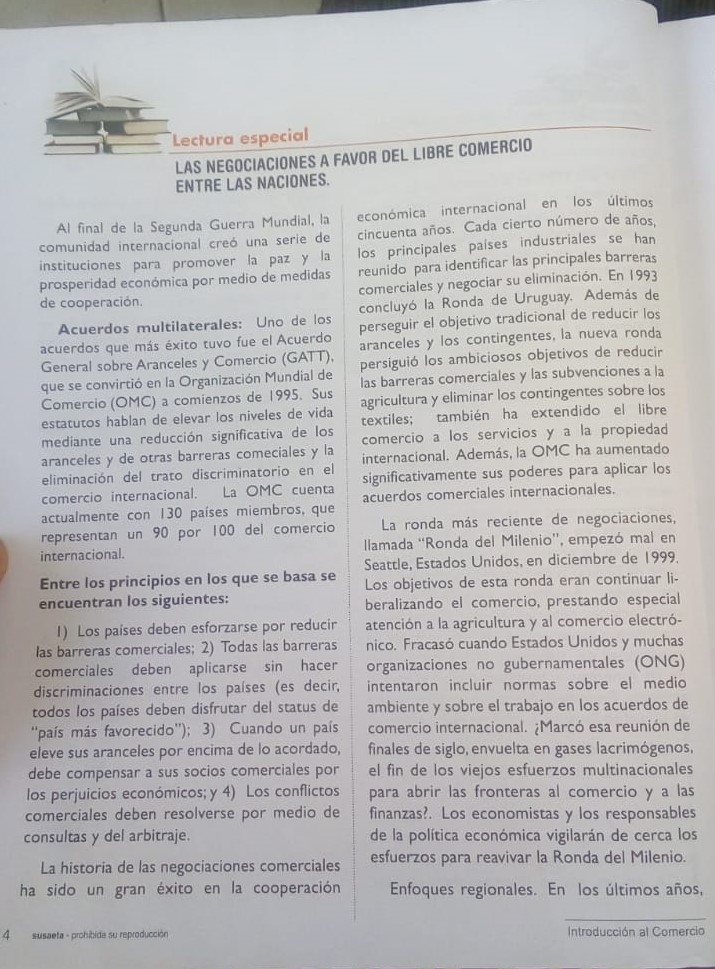 Lectura especial
LAS NEGOCIACIONES A FAVOR DEL LIBRE COMERCIO
ENTRE LAS NACIONES.
Al final de la Segunda Guerra Mundial, la
comunidad internacional creó una serie de
instituciones para promover la paz y la
prosperidad económica por medio de medidas
de cooperación.
Acuerdos multilaterales: Uno de los
acuerdos que más éxito tuvo fue el Acuerdo
General sobre Aranceles y Comercio (GATT),
que se convirtió en la Organización Mundial de
Comercio (OMC) a comienzos de 1995. Sus
estatutos hablan de elevar los niveles de vida
mediante una reducción significativa de los
aranceles y de otras barreras comeciales y la
eliminación del trato discriminatorio en el
comercio internacional. La OMC cuenta
actualmente con 130 países miembros, que
representan un 90 por 100 del comercio
internacional.
Entre los principios en los que se basa se
encuentran los siguientes:
1) Los países deben esforzarse por reducir
las barreras comerciales; 2) Todas las barreras
comerciales deben aplicarse sin hacer
discriminaciones entre los países (es decir,
todos los países deben disfrutar del status de
"país más favorecido"); 3) Cuando un país
eleve sus aranceles por encima de lo acordado,
debe compensar a sus socios comerciales por
los perjuicios económicos; y 4) Los conflictos
comerciales deben resolverse por medio de
consultas y del arbitraje.
La historia de las negociaciones comerciales
ha sido un gran éxito en la cooperación
económica internacional en los últimos
cincuenta años. Cada cierto número de años,
los principales países industriales se han
reunido para identificar las principales barreras
comerciales y negociar su eliminación. En 1993
concluyó la Ronda de Uruguay. Además de
perseguir el objetivo tradicional de reducir los
aranceles y los contingentes, la nueva ronda
persiguió los ambiciosos objetivos de reducir
las barreras comerciales y las subvenciones a la
agricultura y eliminar los contingentes sobre los
textiles; también ha extendido el libre
comercio a los servicios y a la propiedad
internacional. Además, la OMC ha aumentado
significativamente sus poderes para aplicar los
acuerdos comerciales internacionales.
La ronda más reciente de negociaciones,
llamada "Ronda del Milenio", empezó mal en
Seattle, Estados Unidos, en diciembre de 1999.
Los objetivos de esta ronda eran continuar li-
beralizando el comercio, prestando especial
atención a la agricultura y al comercio electró-
nico. Fracasó cuando Estados Unidos y muchas
organizaciones no gubernamentales (ONG)
intentaron incluir normas sobre el medio
ambiente y sobre el trabajo en los acuerdos de
comercio internacional. ¿Marcó esa reunión de
finales de siglo, envuelta en gases lacrimógenos,
el fin de los viejos esfuerzos multinacionales
para abrir las fronteras al comercio y a las
finanzas?. Los economistas y los responsables
de la política económica vigilarán de cerca los
esfuerzos para reavivar la Ronda del Milenio.
Enfoques regionales. En los últimos años,
4 susaeta - prohibida su reproducción
Introducción al Comercio